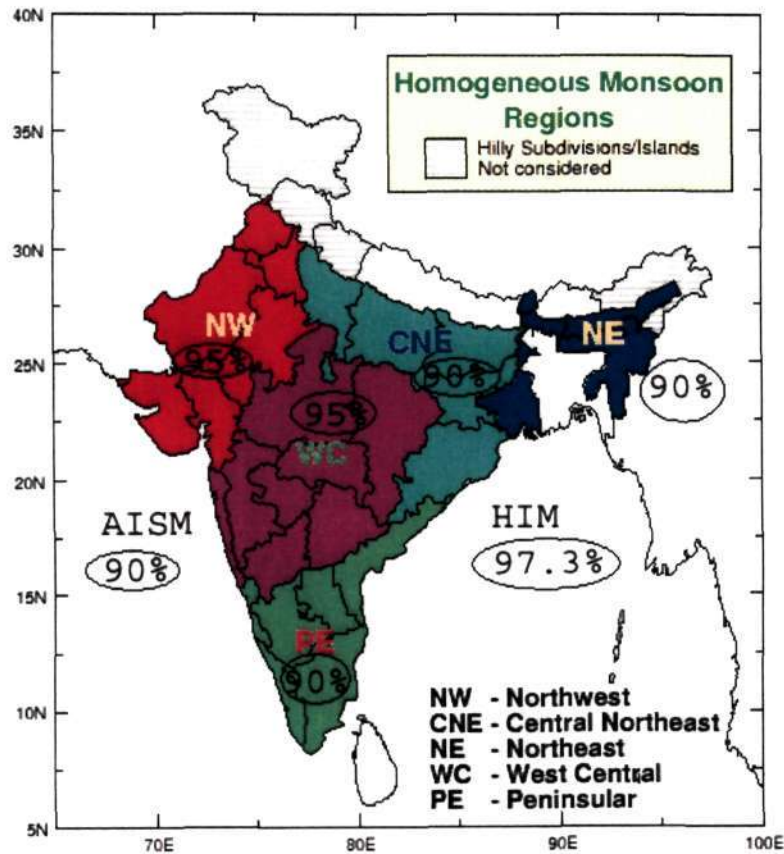 40N
35N
30N
25N
20N
15N
10N
5N
Homogeneous Monsoon
Regions
Hilly Subdivisions/Islands
Not considered
NW
95%
CNE
90%
NE
90%
95%
WC
AISM
90%
HIM
97.3%
PE
90%
NW - Northwest
CNE - Central Northeast
NE - Northeast
WC - West Central
PE - Peninsular
70E 80E 90E 100E